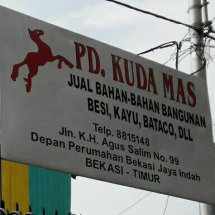 PD. KUDA MAS
JUAL BAHAN-BAHAN BANGUNAN
BESI, KAYU, BATACO, DLL
Telp. 8815148
Jln. K.H. Agus Salim No. 99
Depan Perumahan Bekasi Jaya Indah
BEKASI - TIMUR